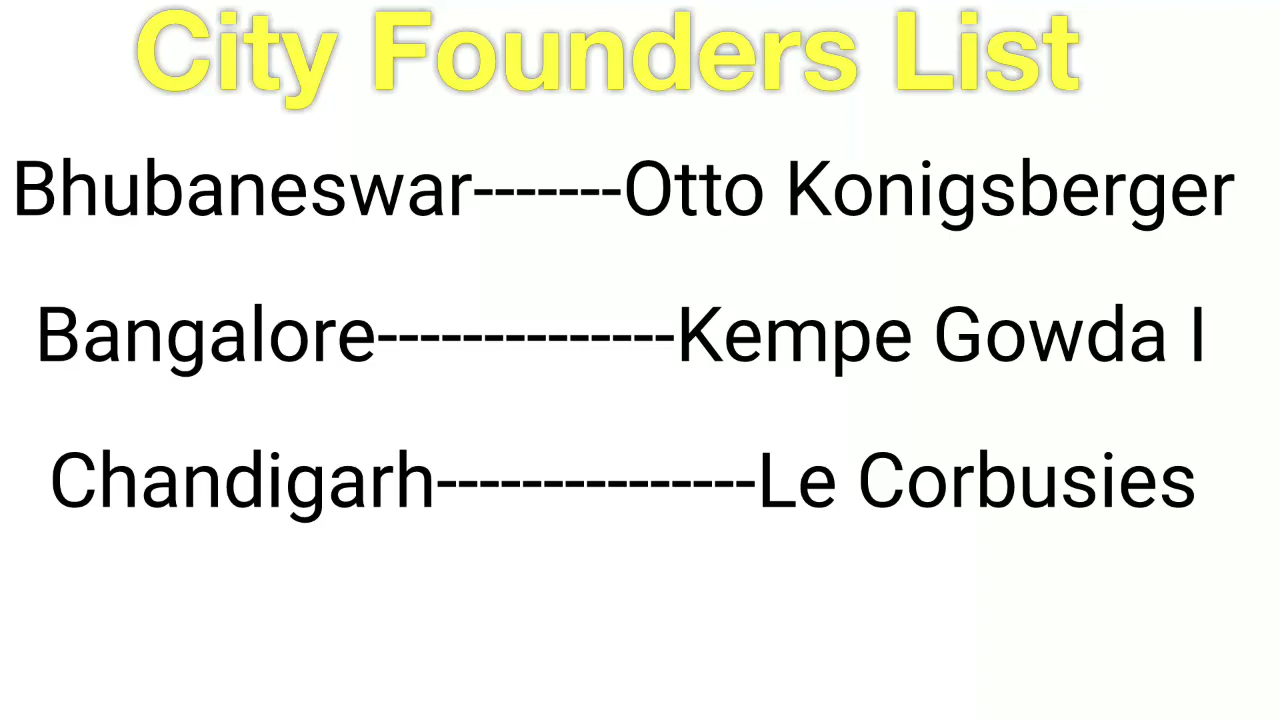 City Founders List
Bhubaneswar-------Otto Konigsberger
Bangalore--------------Kempe Gowda I
Chandigarh---------------Le Corbusies